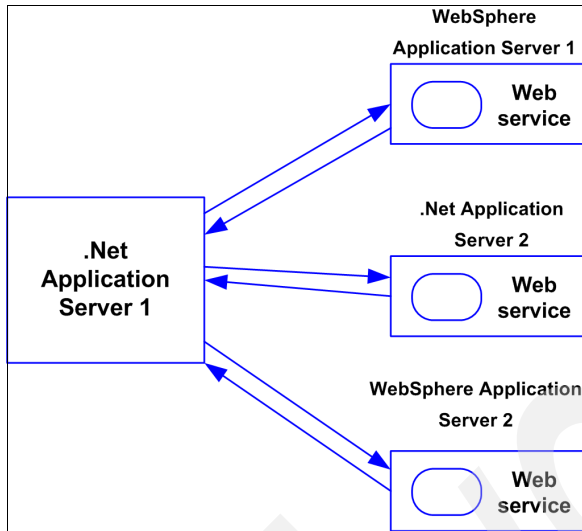 WebSphere
Application Server 1
Web
service
.Net Application
Server 2
Web
service
.Net
Application
Server 1
WebSphere Application
Server 2
Web
service